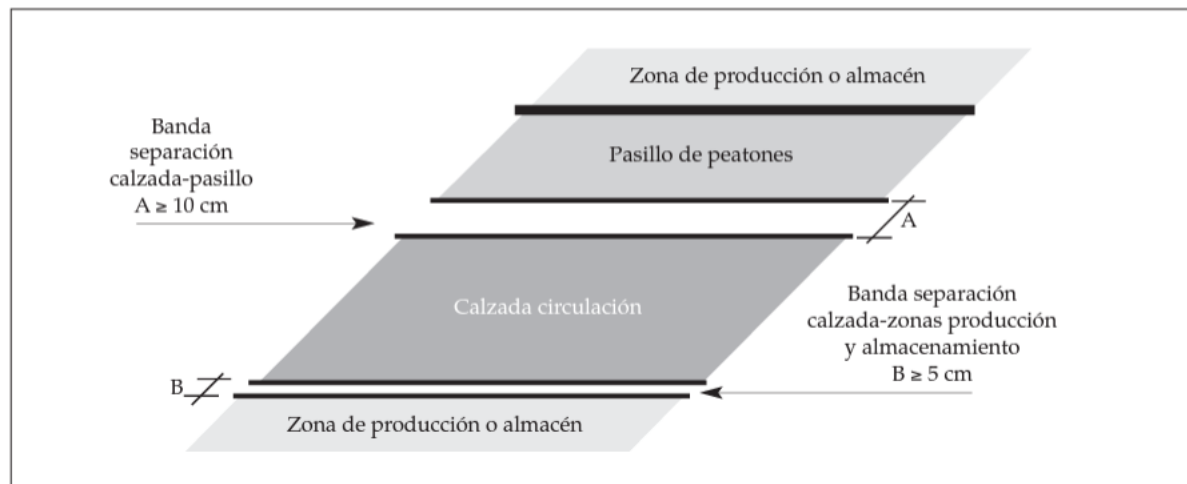 Zona de producción o almacén
Banda
separación
calzada-pasillo
A ≥ 10 cm
Pasillo de peatones
A
Calzada circulación
Banda separación
calzada-zonas producción
y almacenamiento
B ≥ 5 cm
B
Zona de producción o almacén